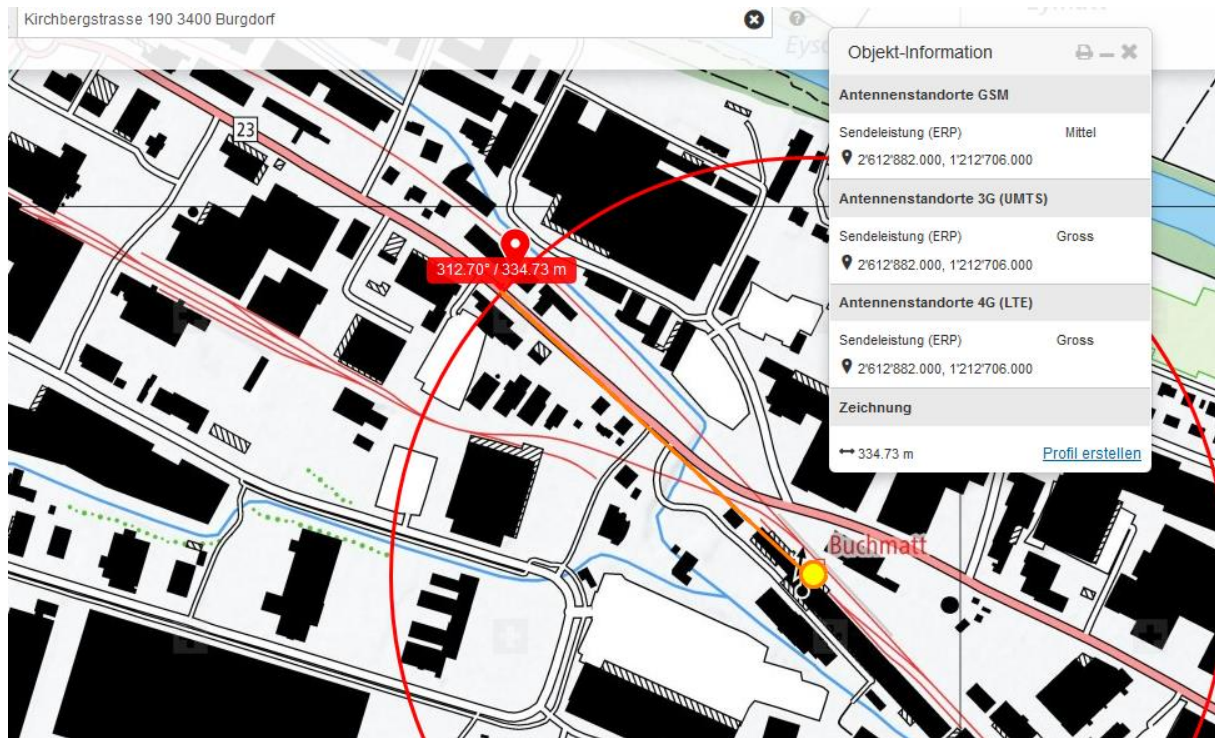 Kirchbergstrasse 190 3400 Burgdorf
23
312.70° / 334.73 m
Buchmatt
Objekt-Information
Antennenstandorte GSM
Sendeleistung (ERP) Mittel
2'612'882.000, 1'212'706.000
Antennenstandorte 3G (UMTS)
Sendeleistung (ERP) Gross
2'612'882.000, 1'212'706.000
Antennenstandorte 4G (LTE)
Sendeleistung (ERP) Gross
2'612'882.000, 1'212'706.000
Zeichnung
334.73 m Profil erstellen